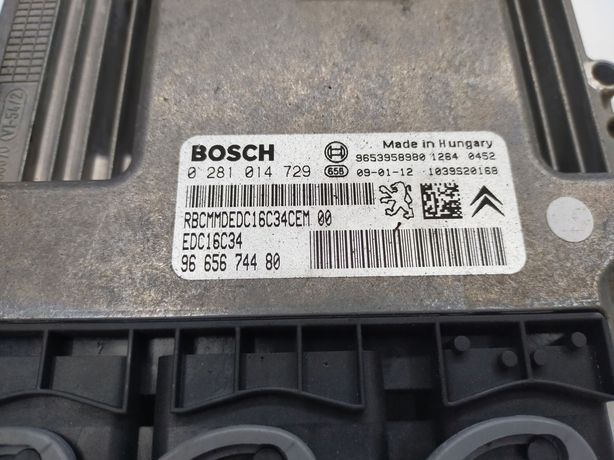 BOSCH
Made in Hungary
9653958980 1284 0452
0 281 014 729
658
09-01-12
1039S20168
RBCMMDEDC16C34CEM 00
EDC16C34
96 656 744 80